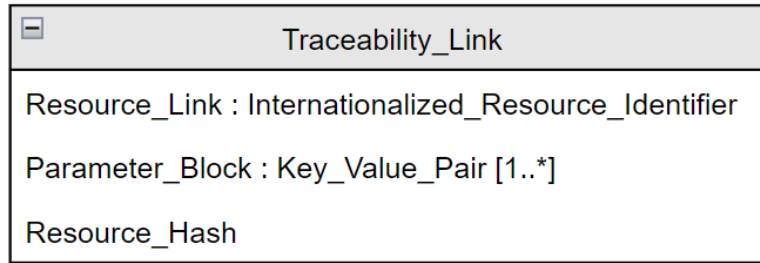 Traceability_Link
Resource_Link : Internationalized_Resource_Identifier
Parameter_Block : Key_Value_Pair [1..*]
Resource_Hash